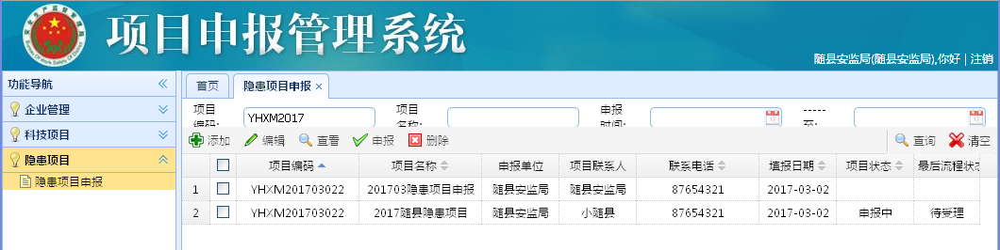 项目申报管理系统
随县安监局(随县安监局),你好 | 注销
功能导航
企业管理
科技项目
隐患项目
隐患项目申报
首页 隐患项目申报 ×
项目编码: YHXM2017 项目名称: 申报时间: -----至:
添加 编辑 查看 申报 删除 查询 清空
项目编码 项目名称 申报单位 项目联系人 联系电话 填报日期 项目状态 最后流程状态
1 YHXM201703022 201703隐患项目申报 随县安监局 随县安监局 87654321 2017-03-02
2 YHXM201703022 2017随县隐患项目 随县安监局 小随县 87654321 2017-03-02 申报中 待受理